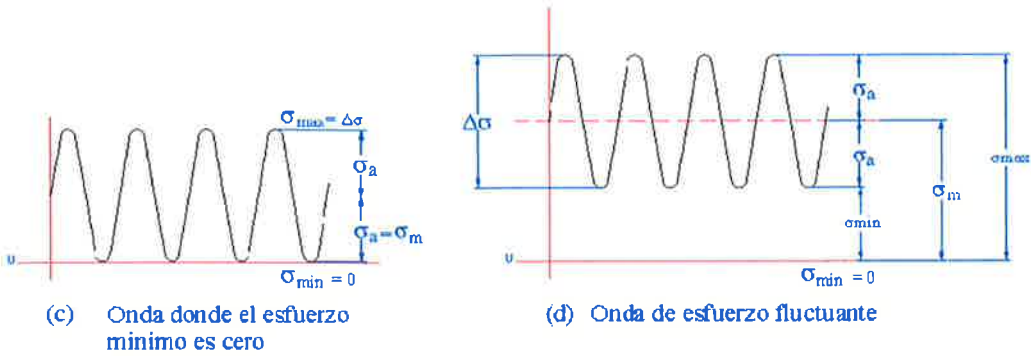 σmax = Δσ
σa
σa = σm
υ
σmin = 0
(c) Onda donde el esfuerzo
minimo es cero
Δσ
σa
σa
σmin
σm
σmax
υ
σmin = 0
(d) Onda de esfuerzo fluctuante